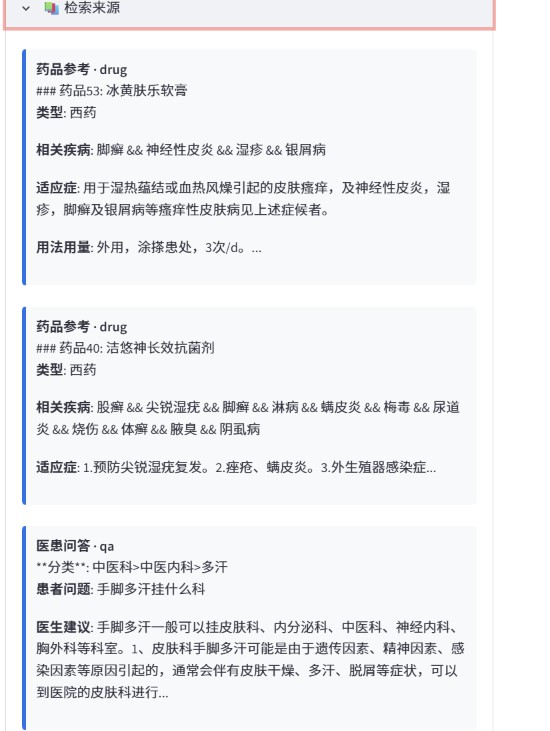 检索来源
药品参考 · drug
### 药品53: 冰黄肤乐软膏
类型: 西药
相关疾病: 脚癣 && 神经性皮炎 && 湿疹 && 银屑病
适应症: 用于湿热蕴结或血热风燥引起的皮肤瘙痒，及神经性皮炎，湿
疹，脚癣及银屑病等瘙痒性皮肤病见上述症候者。
用法用量: 外用，涂搽患处，3次/d。...
药品参考 · drug
### 药品40: 洁悠神长效抗菌剂
类型: 西药
相关疾病: 股癣 && 尖锐湿疣 && 脚癣 && 淋病 && 螨皮炎 && 梅毒 && 尿道
炎 && 烧伤 && 体癣 && 腋臭 && 阴虱病
适应症: 1.预防尖锐湿疣复发。2.痤疮、螨皮炎。3.外生殖器感染症...
医患问答 · qa
**分类**: 中医科>中医内科>多汗
患者问题: 手脚多汗挂什么科
医生建议: 手脚多汗一般可以挂皮肤科、内分泌科、中医科、神经内科、
胸外科等科室。1、皮肤科手脚多汗可能是由于遗传因素、精神因素、感
染因素等原因引起的，通常会伴有皮肤干燥、多汗、脱屑等症状，可以
到医院的皮肤科进行...